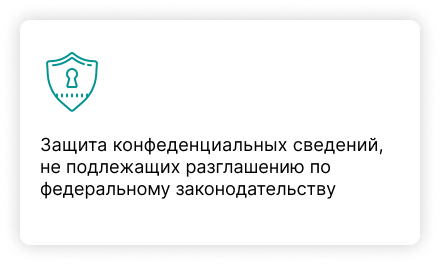 Защита конфеденциальных сведений,
не подлежащих разглашению по
федеральному законодательству